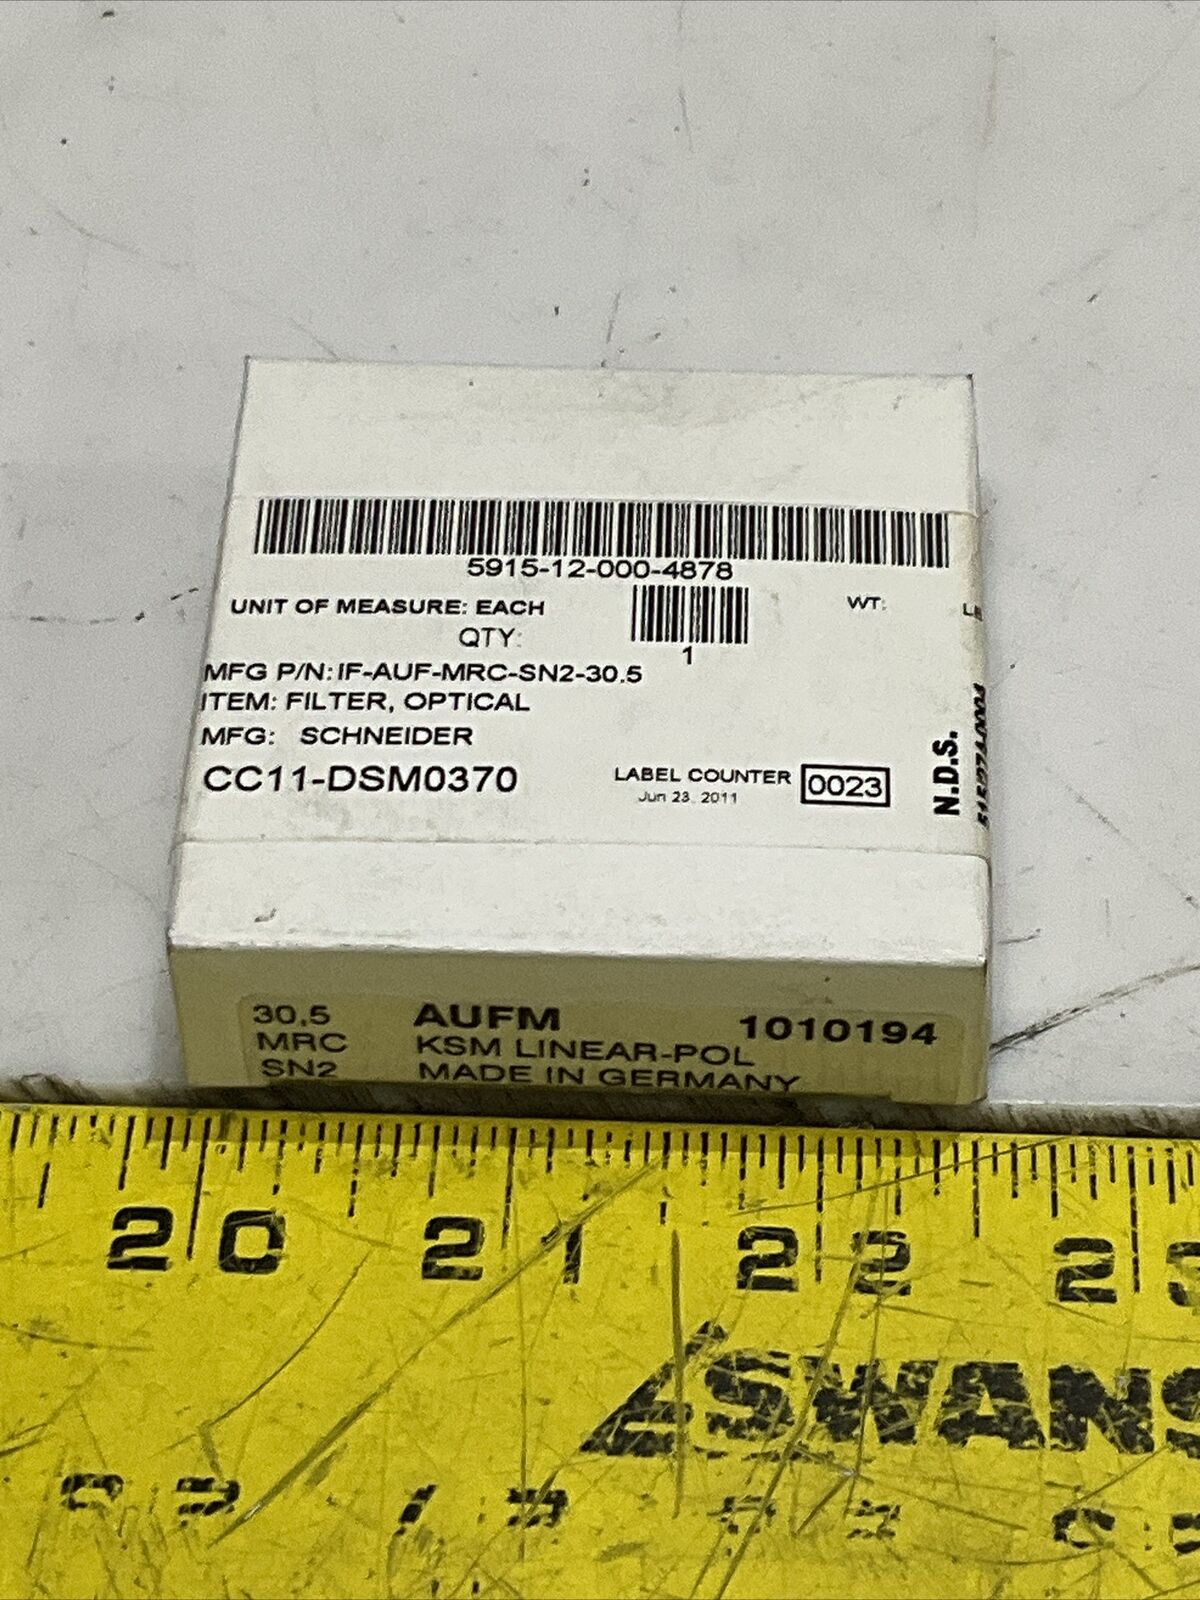 5915-12-000-4878
UNIT OF MEASURE: EACH
WT:
QTY:
1
MFG P/N: IF-AUF-MRC-SN2-30.5
ITEM: FILTER, OPTICAL
MFG: SCHNEIDER
CC11-DSM0370
LABEL COUNTER 0023
Jun 23, 2011
N.D.S.
30,5 AUFM 1010194
MRC KSM LINEAR-POL
SN2 MADE IN GERMANY
20 21 22 23
SWANS